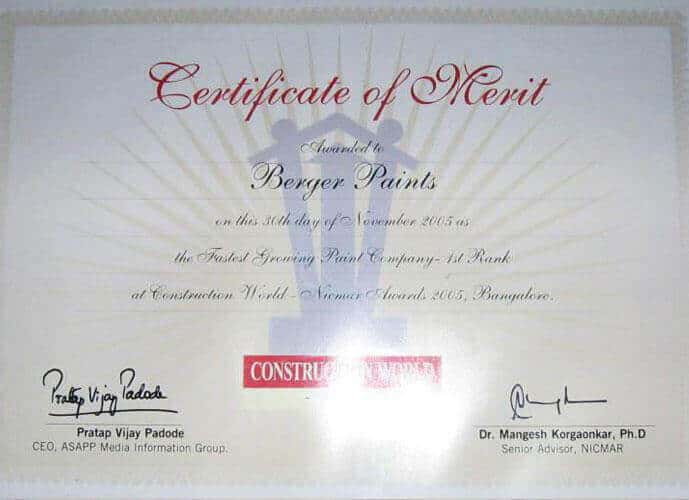 Certificate of Merit
Awarded to
Berger Paints
on this 30th day of November 2005 as
the Fastest Growing Paint Company - 1st Rank
at Construction World - Nicmar Awards 2005, Bangalore.
CONSTRUCTION WORLD
Pratap Vijay Padode
Pratap Vijay Padode
CEO, ASAPP Media Information Group.
Dr. Mangesh Korgaonkar, Ph.D
Senior Advisor, NICMAR